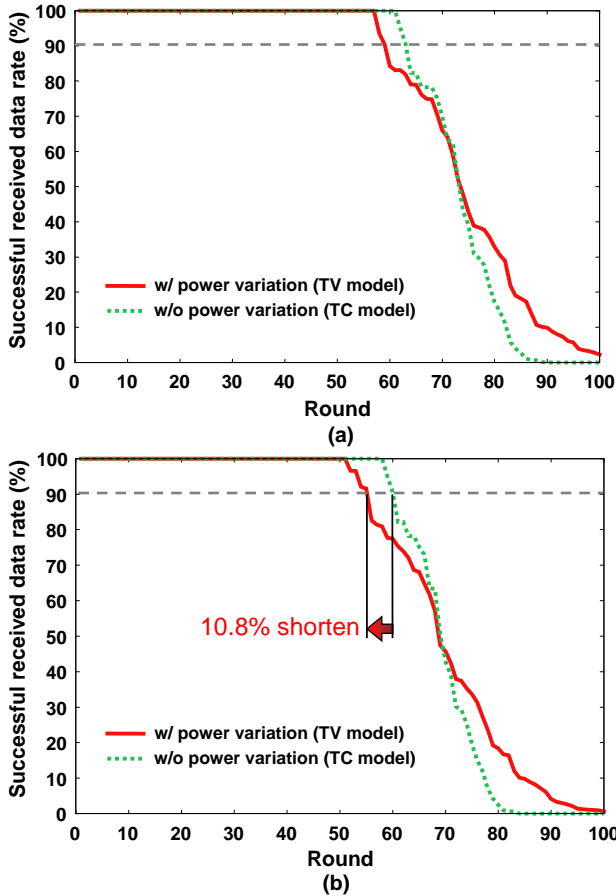 Successful received data rate (%)
100
90
80
70
60
50
40
30
20
10
0
w/ power variation (TV model)
w/o power variation (TC model)
0 10 20 30 40 50 60 70 80 90 100
Round
(a)
Successful received data rate (%)
100
90
80
70
60
50
40
30
20
10
0
10.8% shorten
w/ power variation (TV model)
w/o power variation (TC model)
0 10 20 30 40 50 60 70 80 90 100
Round
(b)